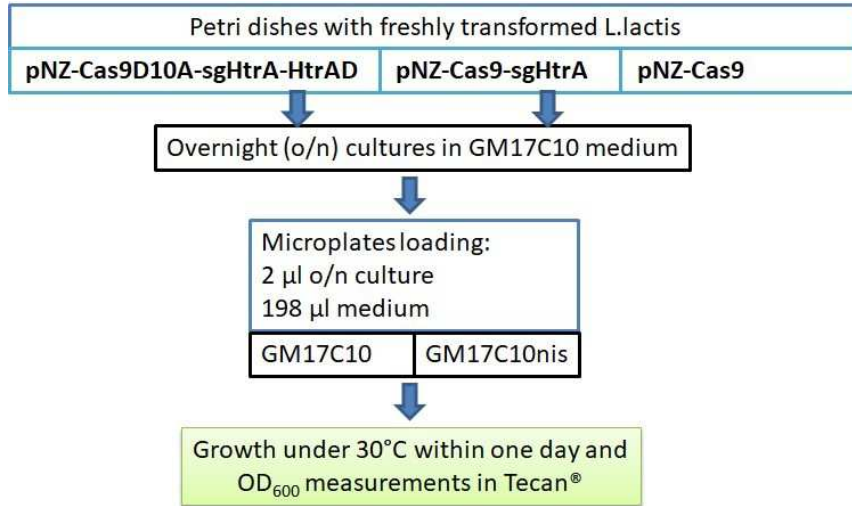 Petri dishes with freshly transformed L.lactis
pNZ-Cas9D10A-sgHtrA-HtrAD pNZ-Cas9-sgHtrA pNZ-Cas9
Overnight (o/n) cultures in GM17C10 medium
Microplates loading:
2 µl o/n culture
198 µl medium
GM17C10 GM17C10nis
Growth under 30°C within one day and
OD600 measurements in Tecan®